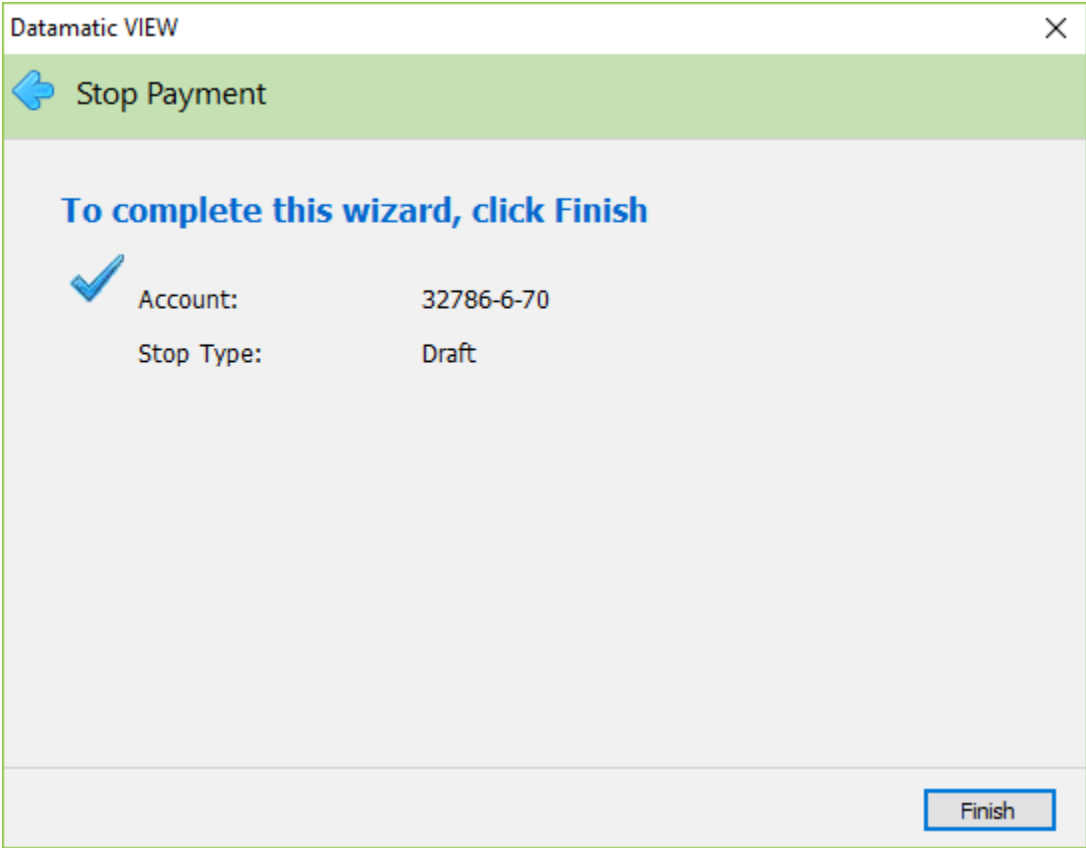 Datamatic VIEW
Stop Payment
To complete this wizard, click Finish
Account: 32786-6-70
Stop Type: Draft
Finish